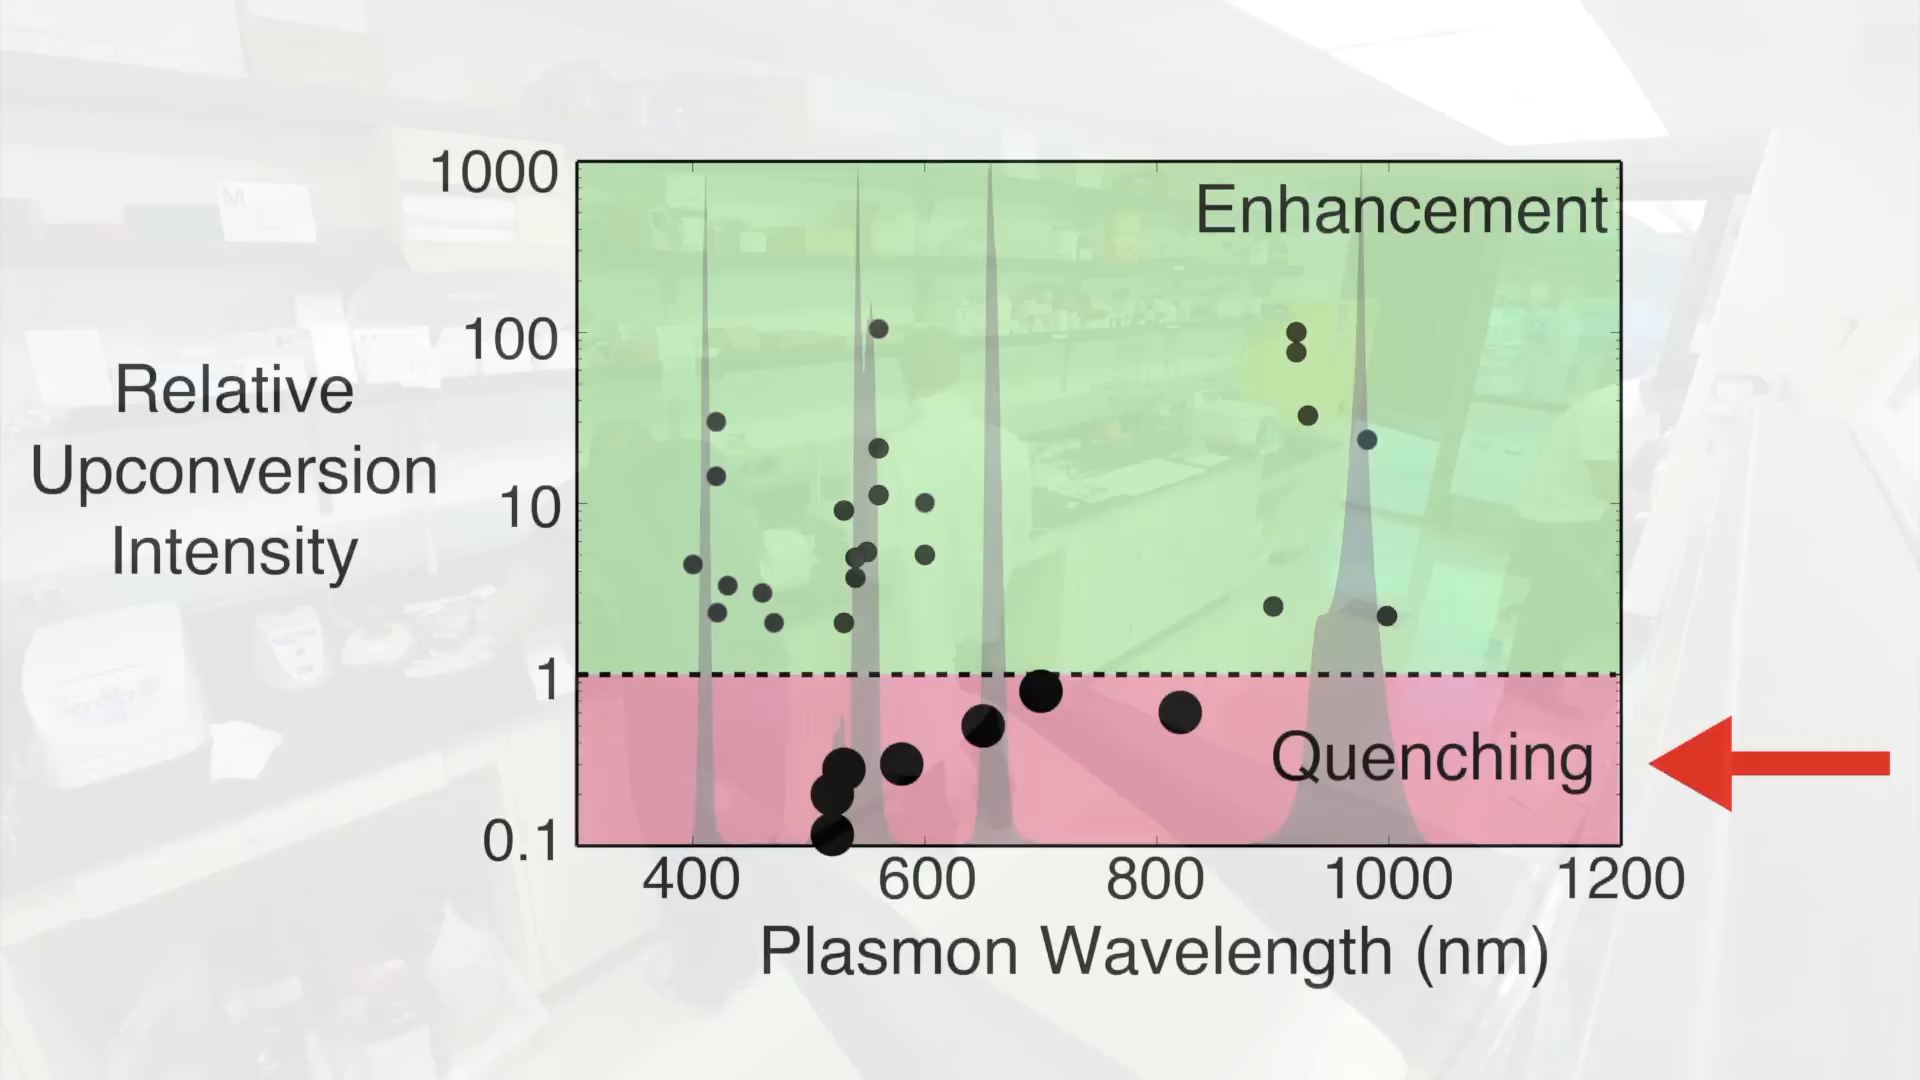 Relative
Upconversion
Intensity
1000
100
10
1
0.1
Enhancement
Quenching
400 600 800 1000 1200
Plasmon Wavelength (nm)
M